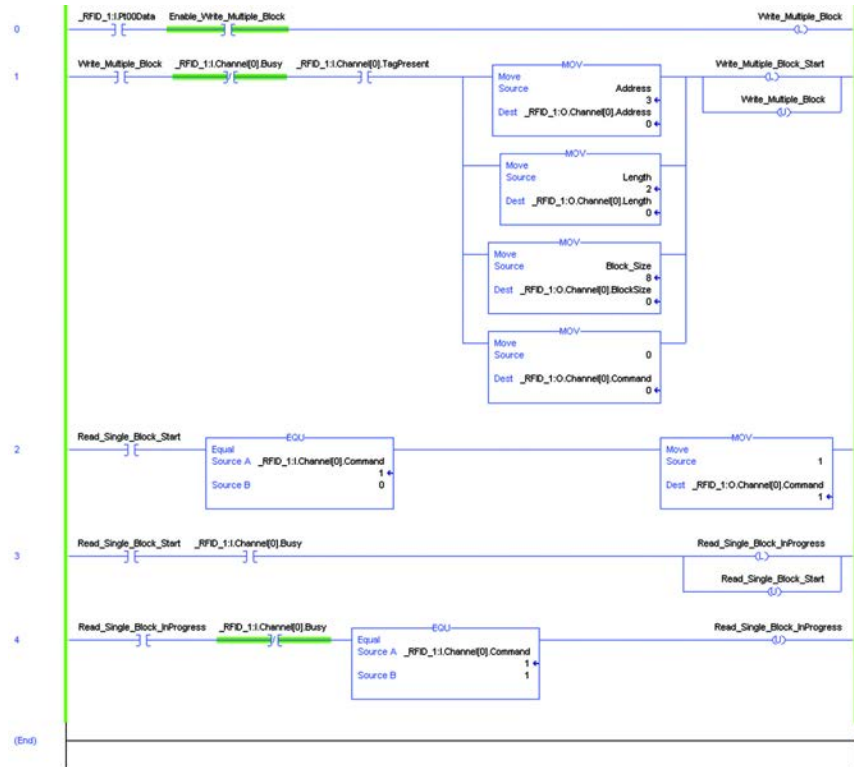 _RFID_1:I.Pt00Data Enable_Write_Multiple_Block Write_Multiple_Block
0 (L)
Write_Multiple_Block _RFID_1:I.Channel[0].Busy _RFID_1:I.Channel[0].TagPresent MOV Write_Multiple_Block_Start
1 Move (L)
Source Address
3
Write_Multiple_Block
Dest _RFID_1:O.Channel[0].Address
0
(U)
MOV
Move
Source Length
2
Dest _RFID_1:O.Channel[0].Length
0
MOV
Move
Source Block_Size
8
Dest _RFID_1:O.Channel[0].BlockSize
0
MOV
Move
Source 0
Dest _RFID_1:O.Channel[0].Command
0
Read_Single_Block_Start EQU MOV
2 Equal Move
Source A _RFID_1:I.Channel[0].Command Source 1
1
Source B 0 Dest _RFID_1:O.Channel[0].Command
1
Read_Single_Block_Start _RFID_1:I.Channel[0].Busy Read_Single_Block_InProgress
3 (L)
Read_Single_Block_Start
(U)
Read_Single_Block_InProgress _RFID_1:I.Channel[0].Busy EQU Read_Single_Block_InProgress
4 Equal (U)
Source A _RFID_1:I.Channel[0].Command
1
Source B 1
(End)